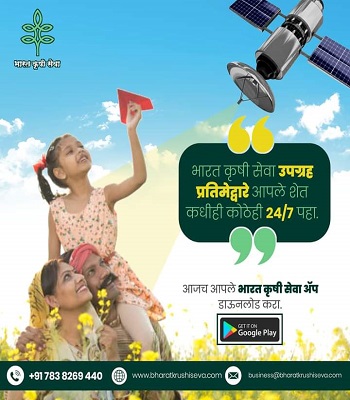 भारत कृषी सेवा
भारत कृषी सेवा उपग्रह
प्रतिमेद्वारे आपले शेत
कधीही कोठेही 24/7 पहा.
आजच आपले भारत कृषी सेवा ॲप
डाऊनलोड करा.
GET IT ON
Google Play
+91 783 8269 440
www.bharatkrushiseva.com
business@bharatkrushiseva.com